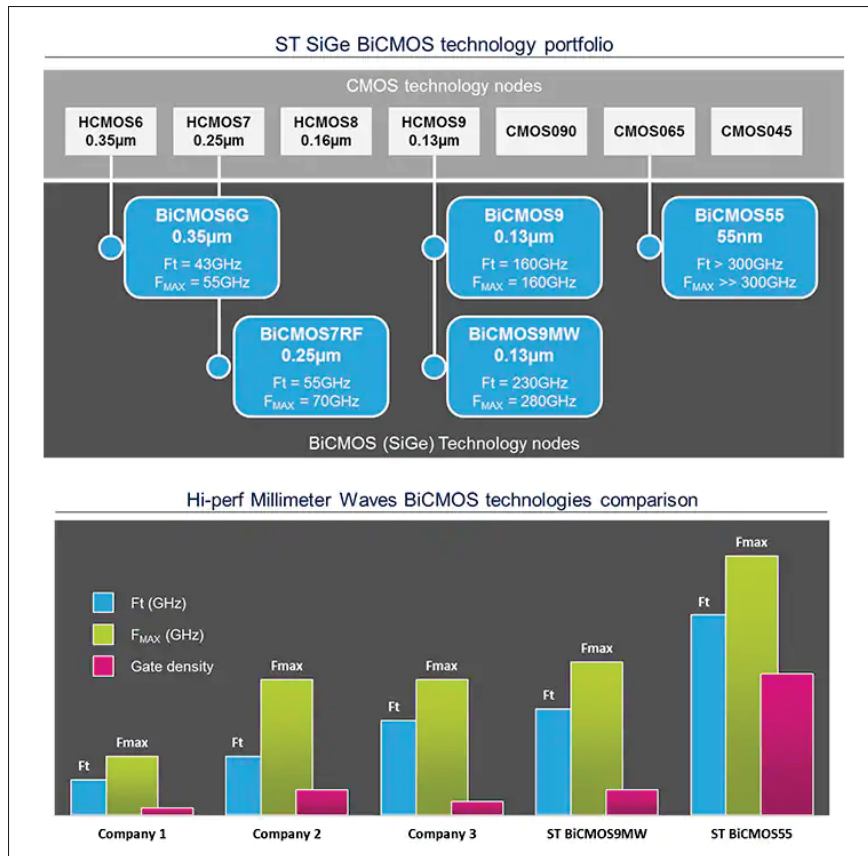 ST SiGe BiCMOS technology portfolio
CMOS technology nodes
HCMOS6
0.35µm
HCMOS7
0.25µm
HCMOS8
0.16µm
HCMOS9
0.13µm
CMOS090
CMOS065
CMOS045
BiCMOS6G
0.35µm
Ft = 43GHz
FMAX = 55GHz
BiCMOS9
0.13µm
Ft = 160GHz
FMAX = 160GHz
BiCMOS55
55nm
Ft > 300GHz
FMAX >> 300GHz
BiCMOS7RF
0.25µm
Ft = 55GHz
FMAX = 70GHz
BiCMOS9MW
0.13µm
Ft = 230GHz
FMAX = 280GHz
BiCMOS (SiGe) Technology nodes
Hi-perf Millimeter Waves BiCMOS technologies comparison
Ft (GHz)
FMAX (GHz)
Gate density
Ft
Fmax
Ft
Fmax
Ft
Fmax
Ft
Fmax
Ft
Fmax
Company 1
Company 2
Company 3
ST BiCMOS9MW
ST BiCMOS55